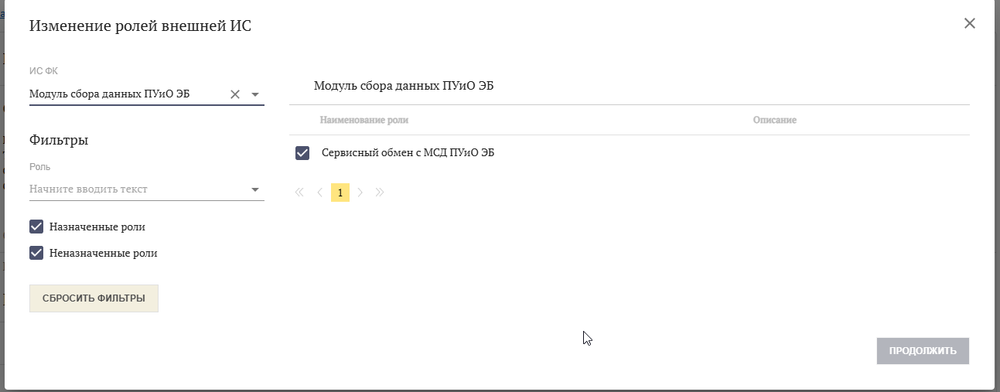 Изменение ролей внешней ИС
ИС ФК
Модуль сбора данных ПУиО ЭБ
Фильтры
Роль
Начните вводить текст
Назначенные роли
Неназначенные роли
СБРОСИТЬ ФИЛЬТРЫ
Модуль сбора данных ПУиО ЭБ
Наименование роли Описание
Сервисный обмен с МСД ПУиО ЭБ
1
ПРОДОЛЖИТЬ